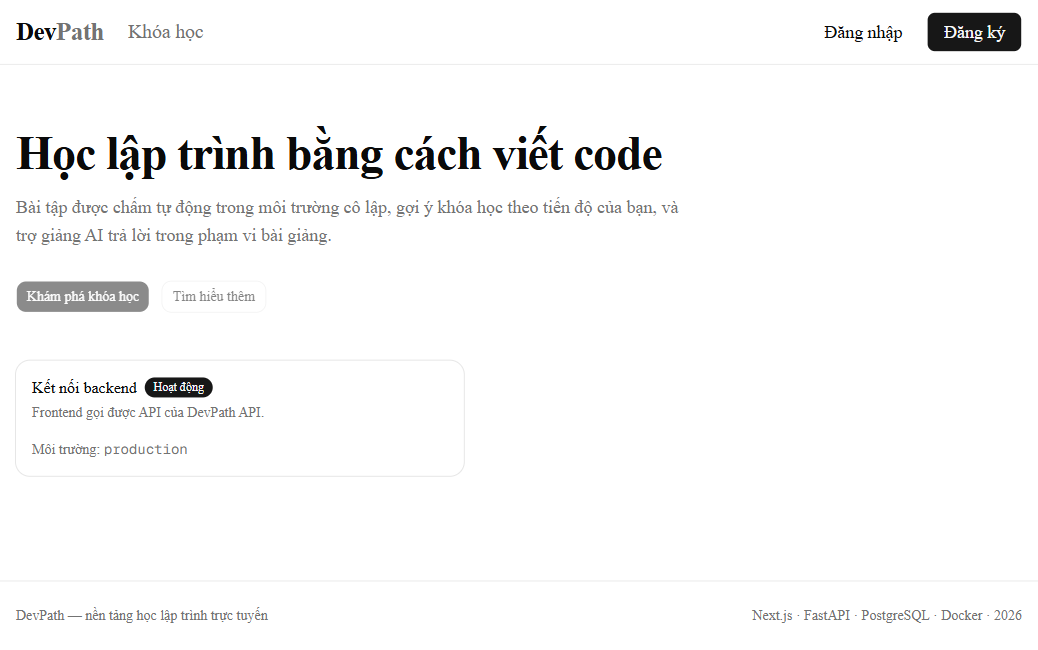 DevPath Khóa học Đăng nhập Đăng ký
Học lập trình bằng cách viết code
Bài tập được chấm tự động trong môi trường cô lập, gợi ý khóa học theo tiến độ của bạn, và
trợ giảng AI trả lời trong phạm vi bài giảng.
Khám phá khóa học Tìm hiểu thêm
Kết nối backend Hoạt động
Frontend gọi được API của DevPath API.
Môi trường: production
DevPath — nền tảng học lập trình trực tuyến Next.js · FastAPI · PostgreSQL · Docker · 2026